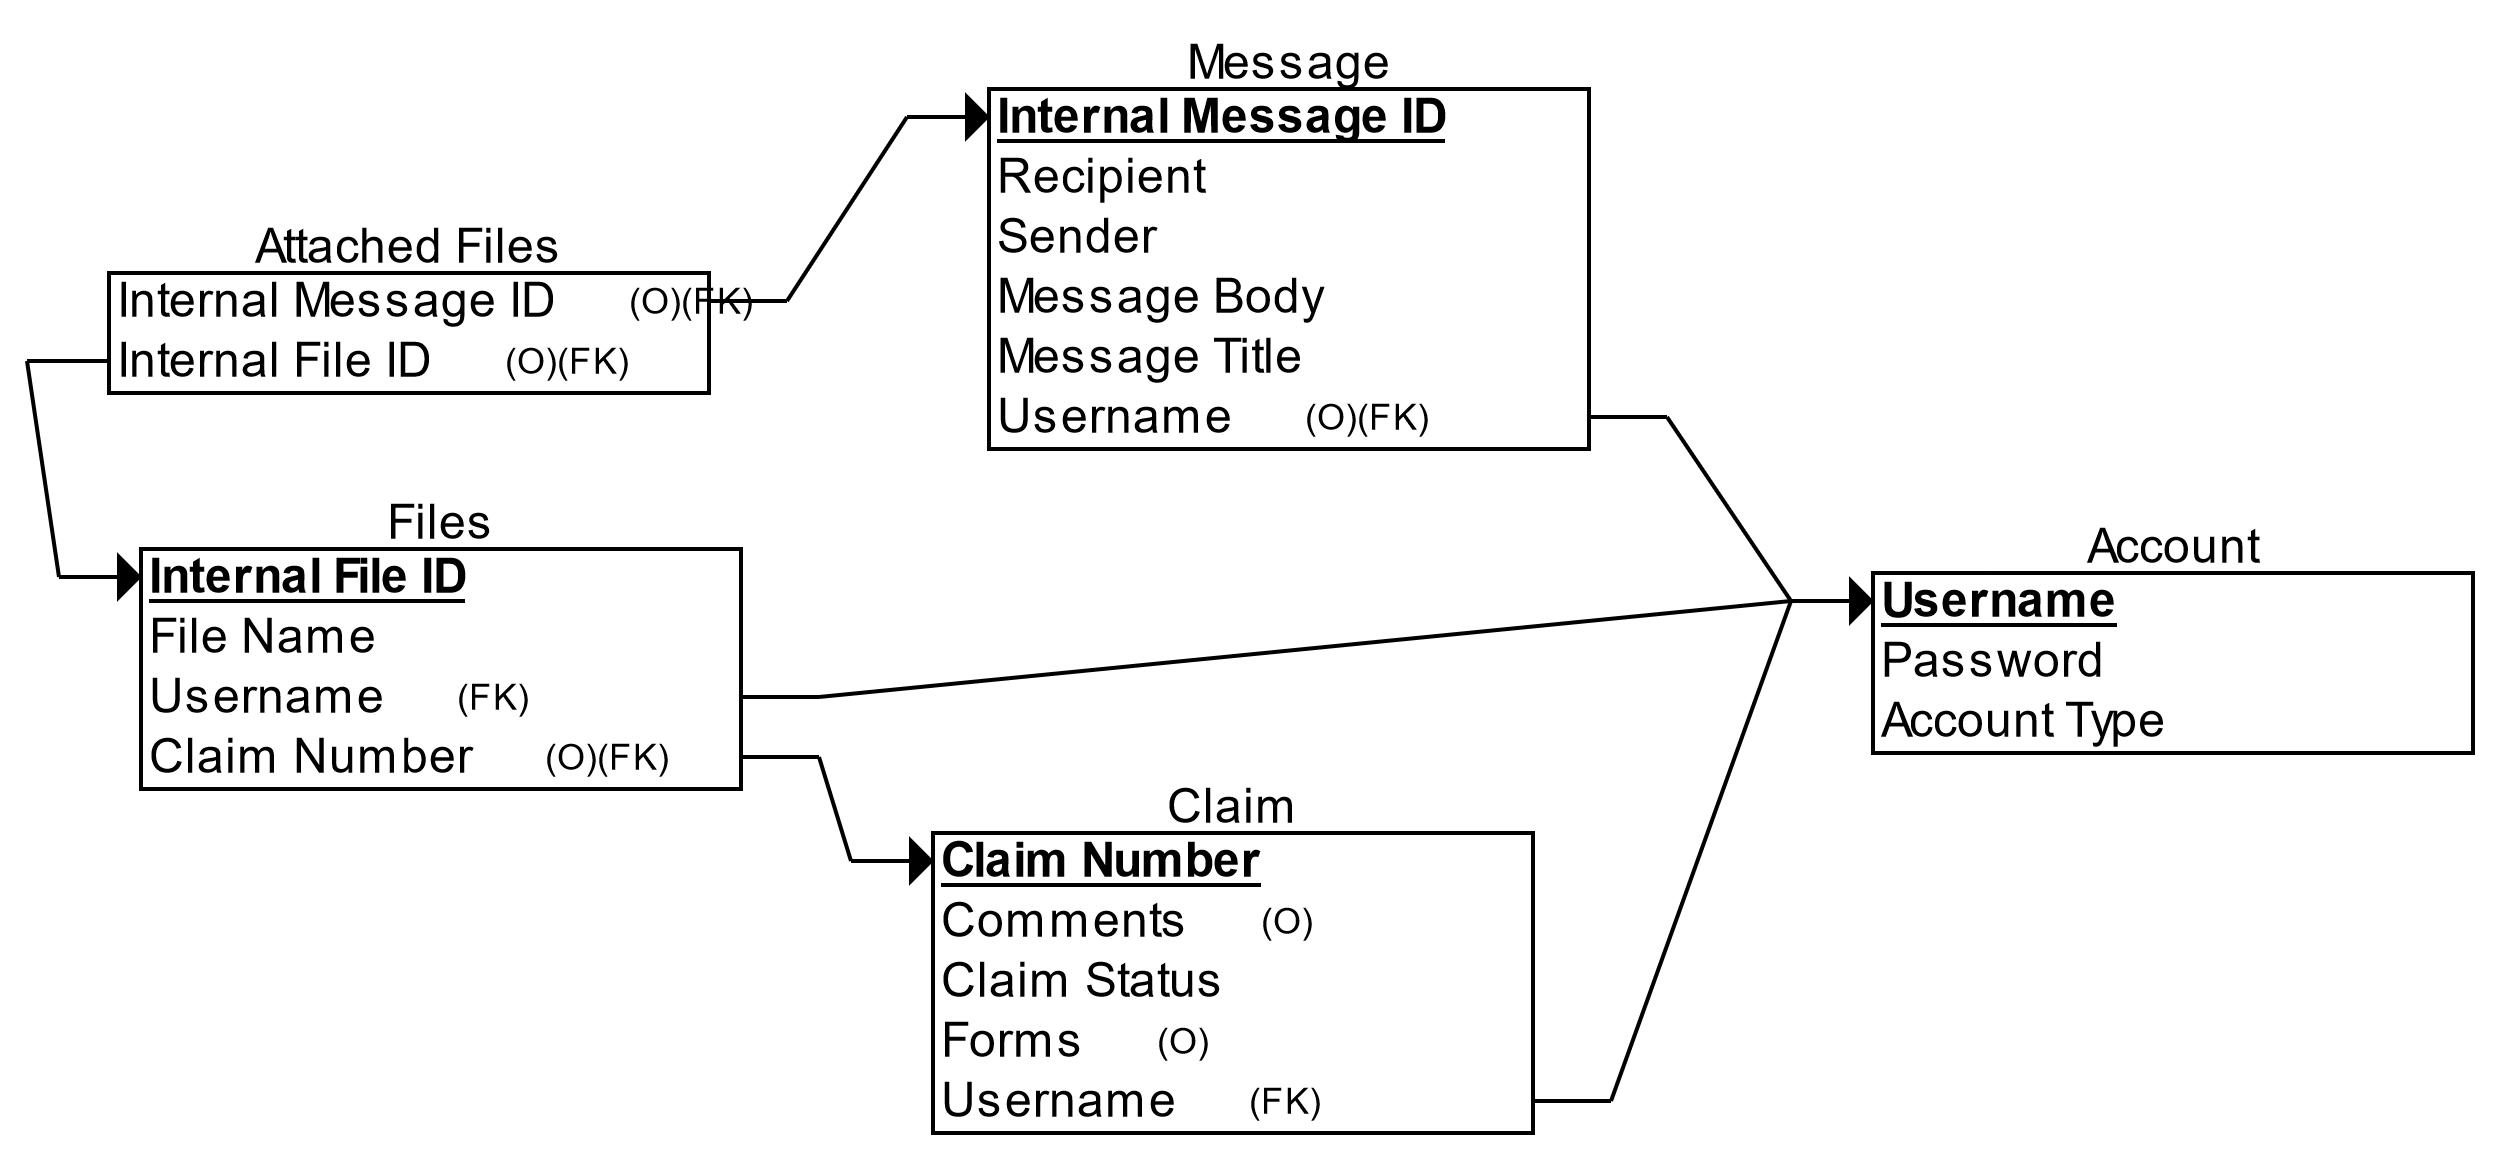 Message
Internal Message ID
Recipient
Sender
Message Body
Message Title
Username (O)(FK)
Attached Files
Internal Message ID (O)(FK)
Internal File ID (O)(FK)
Files
Internal File ID
File Name
Username (FK)
Claim Number (O)(FK)
Account
Username
Password
Account Type
Claim
Claim Number
Comments (O)
Claim Status
Forms (O)
Username (FK)